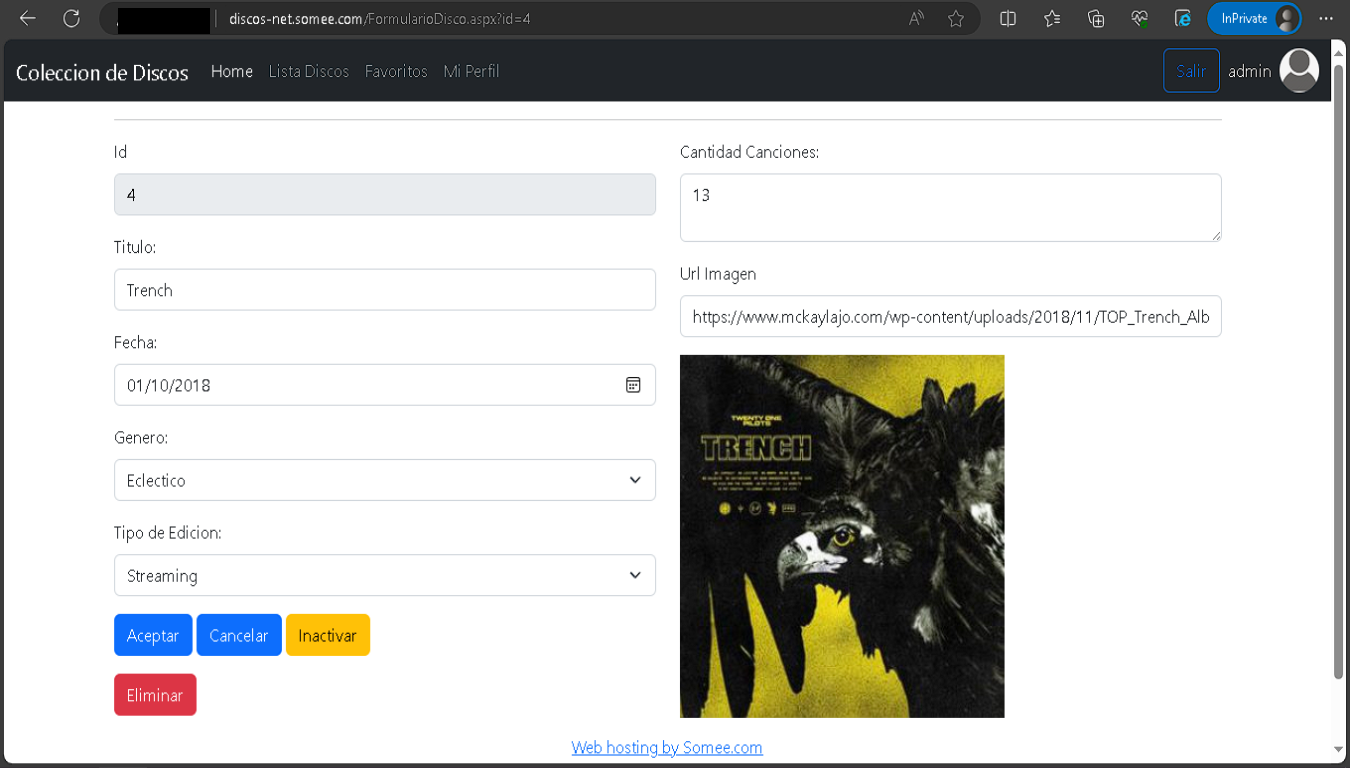 discos-net.somee.com/FormularioDisco.aspx?id=4
InPrivate
Coleccion de Discos Home Lista Discos Favoritos Mi Perfil Salir admin
Id
4
Titulo:
Trench
Fecha:
01/10/2018
Genero:
Eclectico
Tipo de Edicion:
Streaming
Aceptar Cancelar Inactivar
Eliminar
Cantidad Canciones:
13
Url Imagen
https://www.mckaylajo.com/wp-content/uploads/2018/11/TOP_Trench_Alb
TWENTY ONE
PILOTS
TRENCH
Web hosting by Somee.com